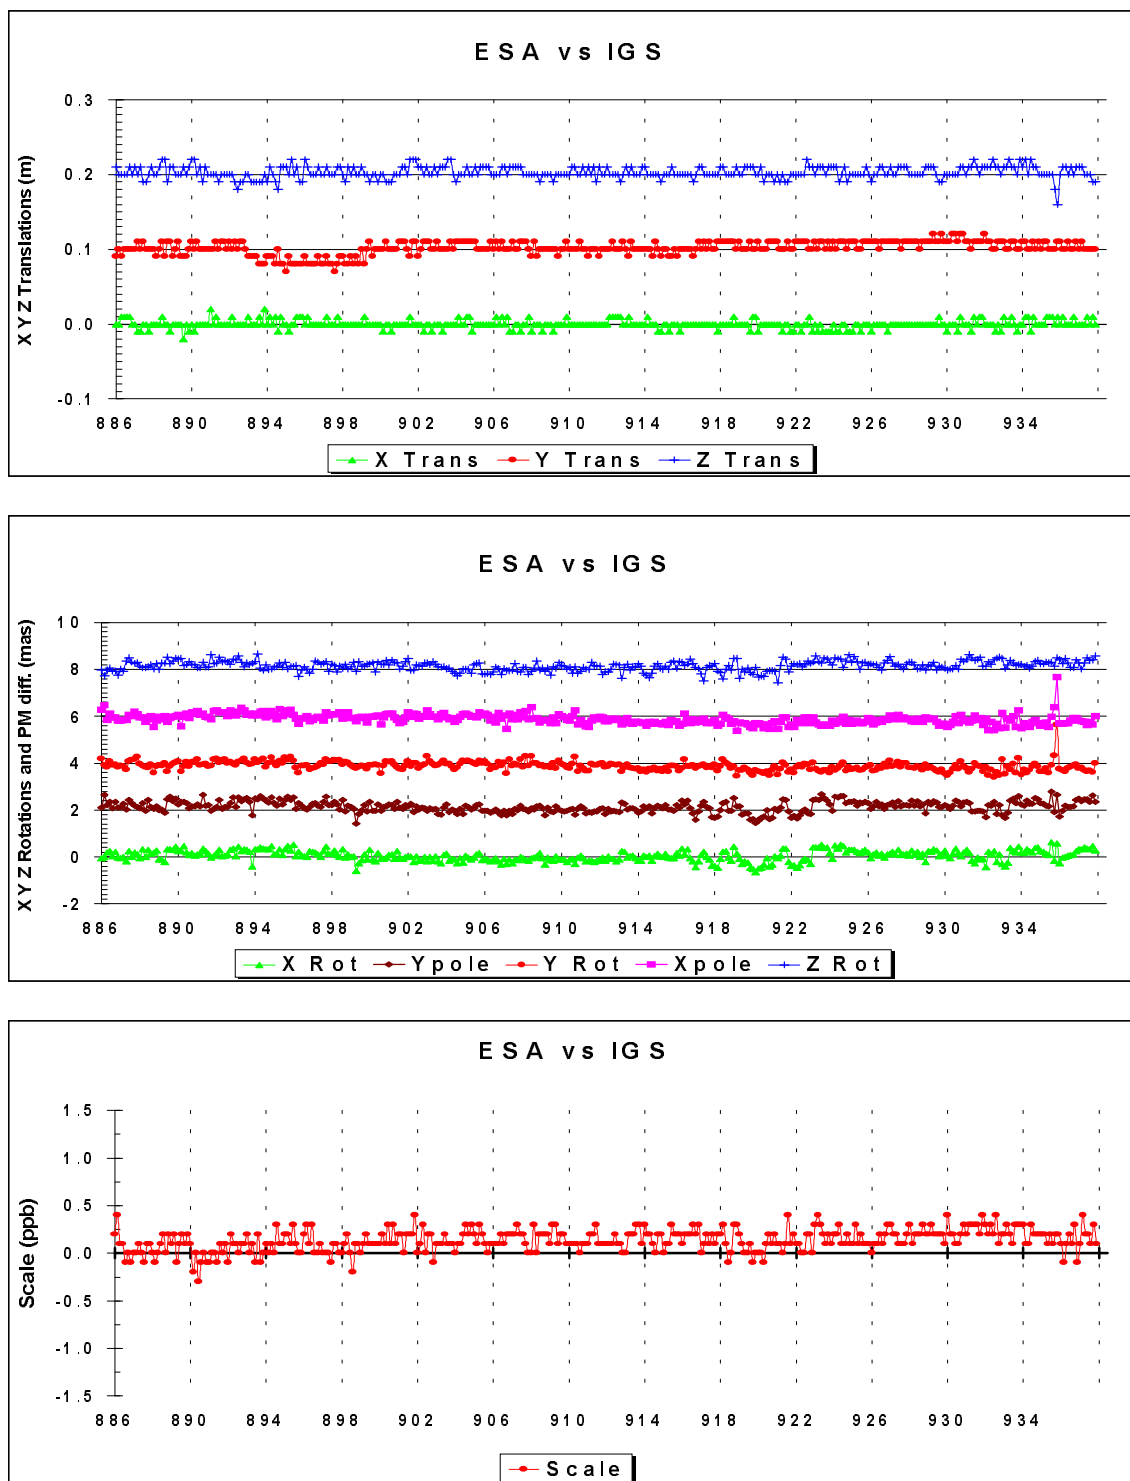 ESA vs IGS
X Y Z Translations (m)
0.3
0.2
0.1
0.0
-0.1
886 890 894 898 902 906 910 914 918 922 926 930 934
X Trans Y Trans Z Trans
ESA vs IGS
X Y Z Rotations and PM diff. (mas)
10
8
6
4
2
0
-2
886 890 894 898 902 906 910 914 918 922 926 930 934
X Rot Ypole Y Rot Xpole Z Rot
ESA vs IGS
Scale (ppb)
1.5
1.0
0.5
0.0
-0.5
-1.0
-1.5
886 890 894 898 902 906 910 914 918 922 926 930 934
Scale